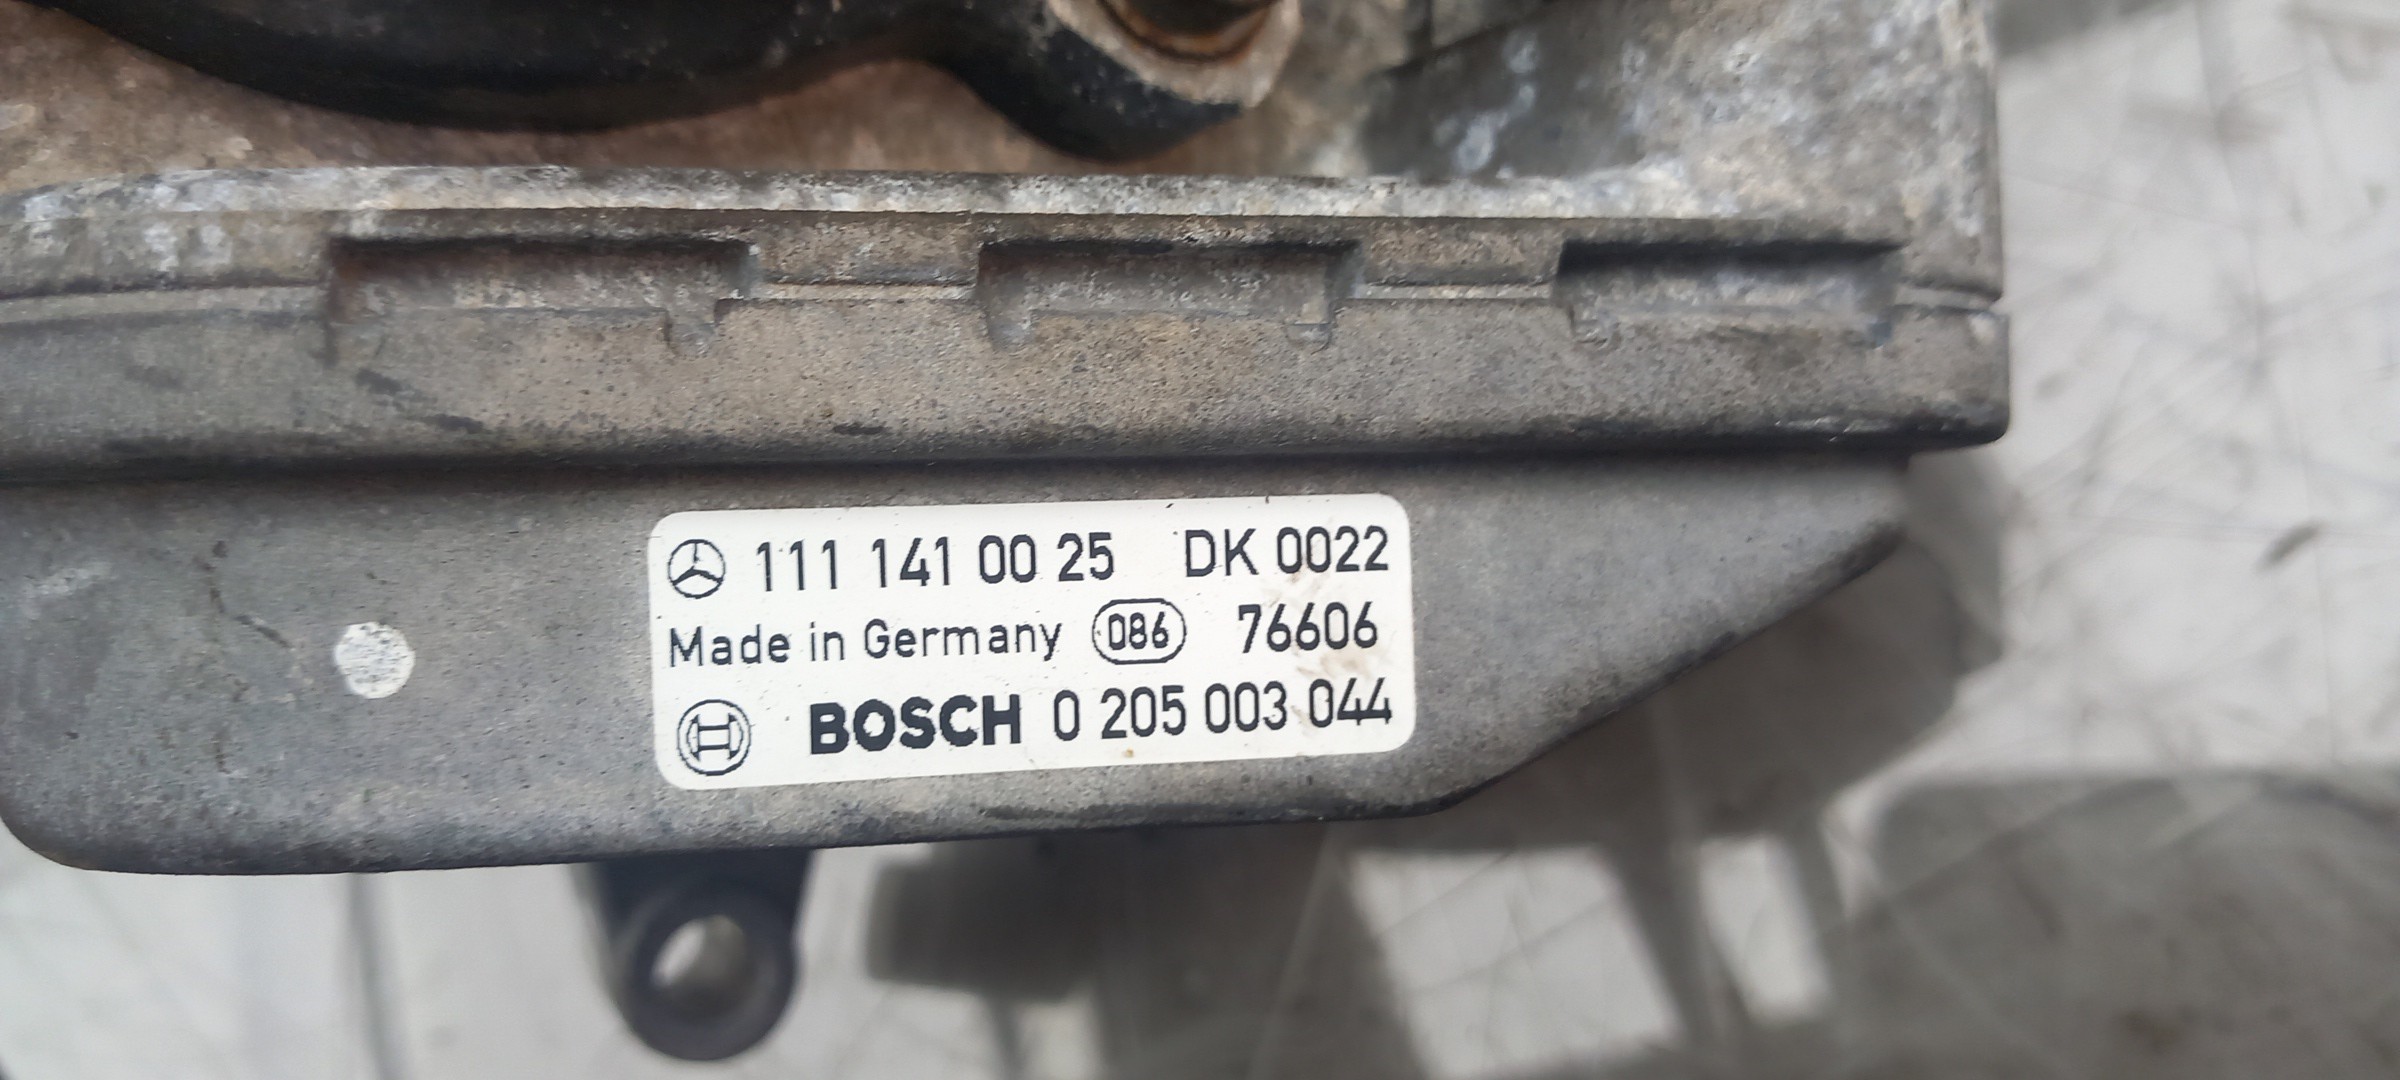 111 141 00 25 DK 0022
Made in Germany 086 76606
BOSCH 0 205 003 044